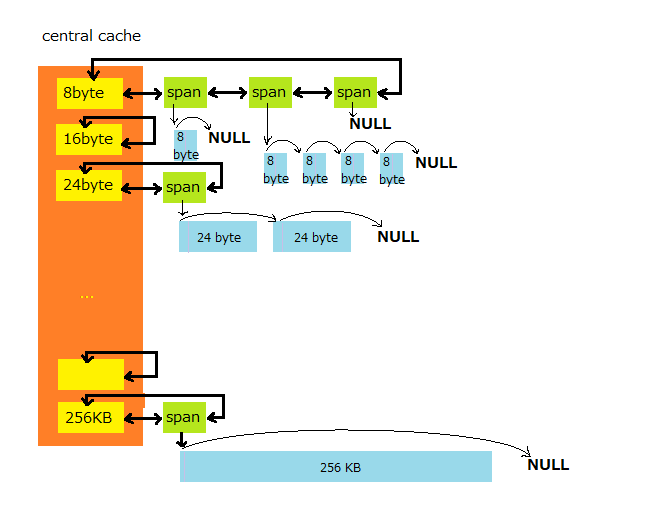 central cache
8byte
span
span
span
NULL
16byte
8
byte
NULL
8
byte
8
byte
8
byte
8
byte
NULL
24byte
span
24 byte
24 byte
NULL
...
256KB
span
256 KB
NULL